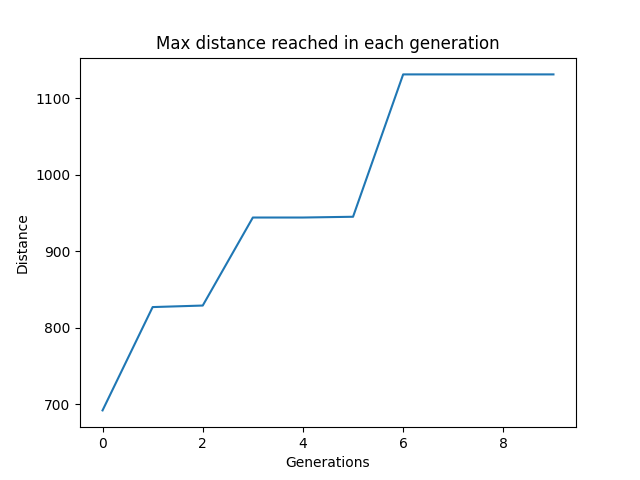 Max distance reached in each generation
1100
1000
900
800
700
Distance
0 2 4 6 8
Generations